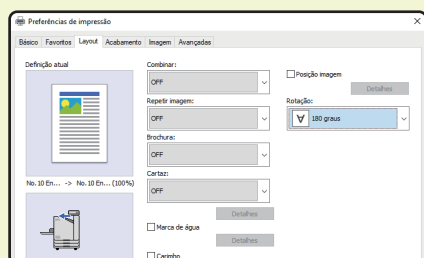 Preferências de impressão
Básico Favoritos Layout Acabamento Imagem Avançadas
Definição atual
Combinar:
OFF
Posição imagem
Detalhes
Repetir imagem:
OFF
Rotação:
180 graus
Brochura:
OFF
Cartaz:
OFF
No. 10 En... -> No. 10 En... (100%)
Detalhes
Marca de água
Detalhes
Carimbo